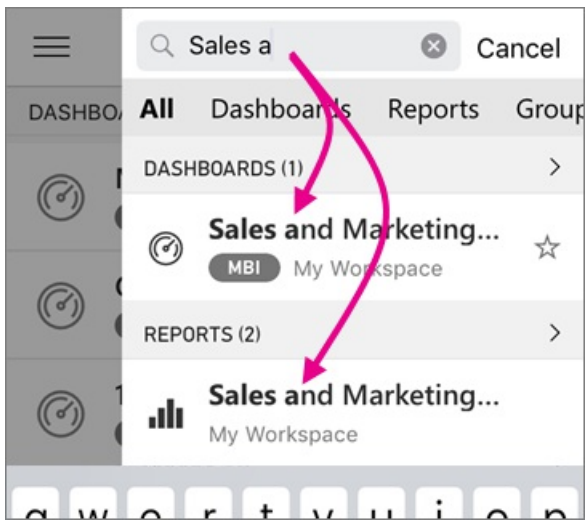 Sales a Cancel
DASHBOA All Dashboards Reports Group
DASHBOARDS (1)
Sales and Marketing...
MBI My Workspace
REPORTS (2)
Sales and Marketing...
My Workspace
q w e r t y u i o p